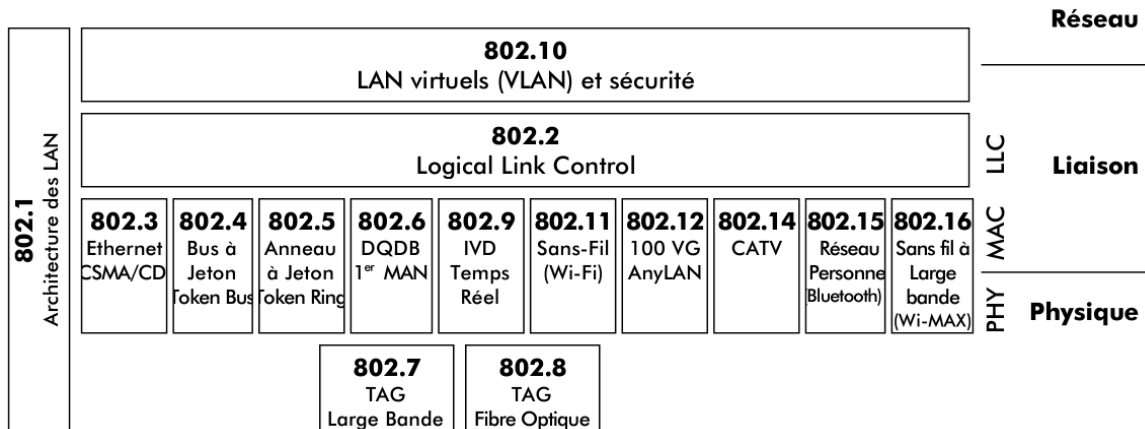 Réseau
802.10
LAN virtuels (VLAN) et sécurité
802.2
Logical Link Control
LLC
Liaison
802.1
Architecture des LAN
802.3
Ethernet
CSMA/CD
802.4
Bus à
Jeton
Token Bus
802.5
Anneau
à Jeton
Token Ring
802.6
DQDB
1er MAN
802.9
IVD
Temps
Réel
802.11
Sans-Fil
(Wi-Fi)
802.12
100 VG
AnyLAN
802.14
CATV
802.15
Réseau
Personne
(Bluetooth)
802.16
Sans fil à
Large
bande
(Wi-MAX)
MAC
PHY
Physique
802.7
TAG
Large Bande
802.8
TAG
Fibre Optique